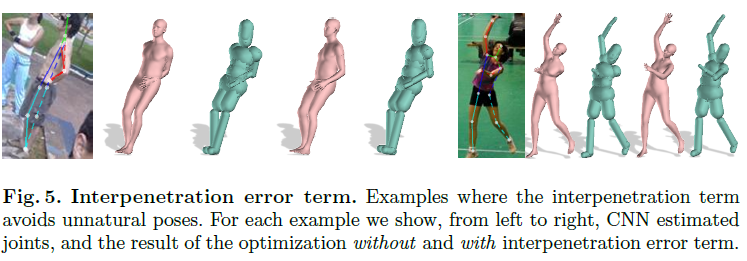 Fig. 5. Interpenetration error term. Examples where the interpenetration term
avoids unnatural poses. For each example we show, from left to right, CNN estimated
joints, and the result of the optimization without and with interpenetration error term.